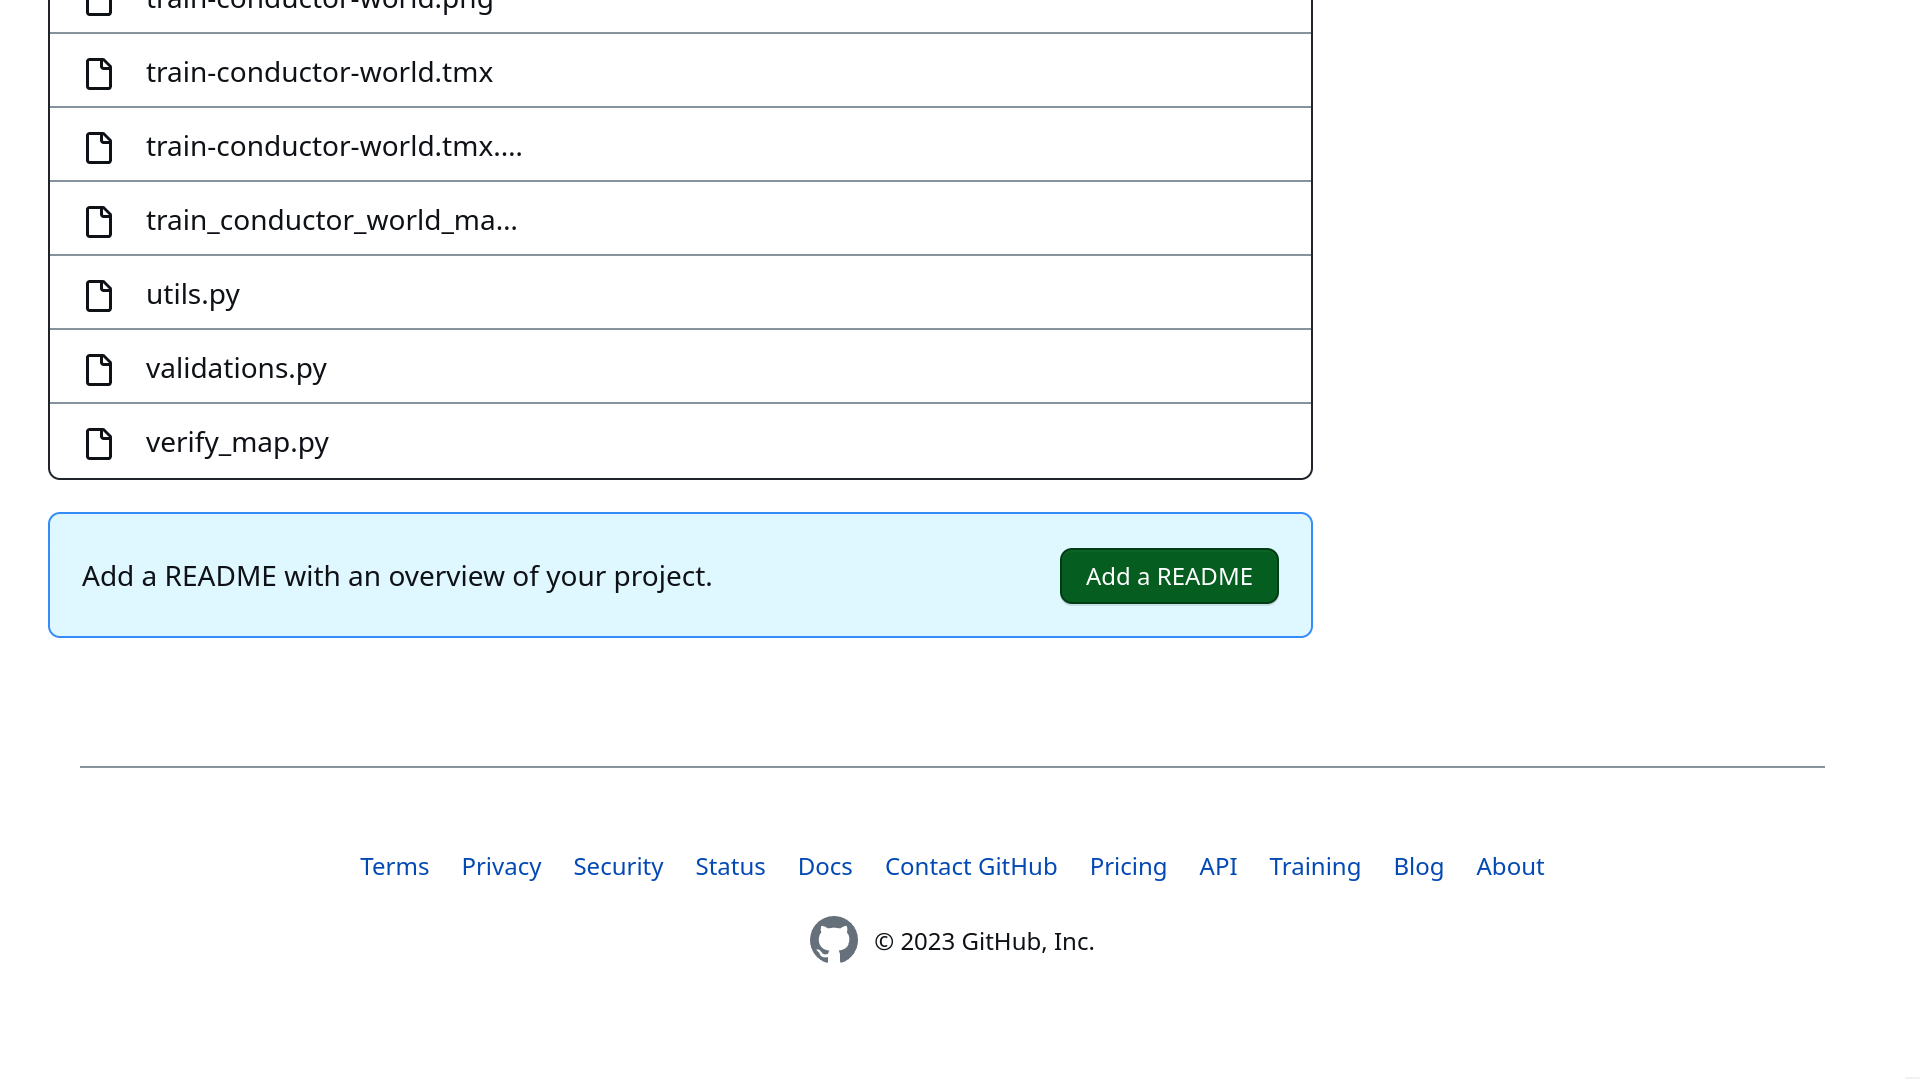 train-conductor-world.png
train-conductor-world.tmx
train-conductor-world.tmx....
train_conductor_world_ma...
utils.py
validations.py
verify_map.py
Add a README with an overview of your project.
Add a README
Terms Privacy Security Status Docs Contact GitHub Pricing API Training Blog About
© 2023 GitHub, Inc.